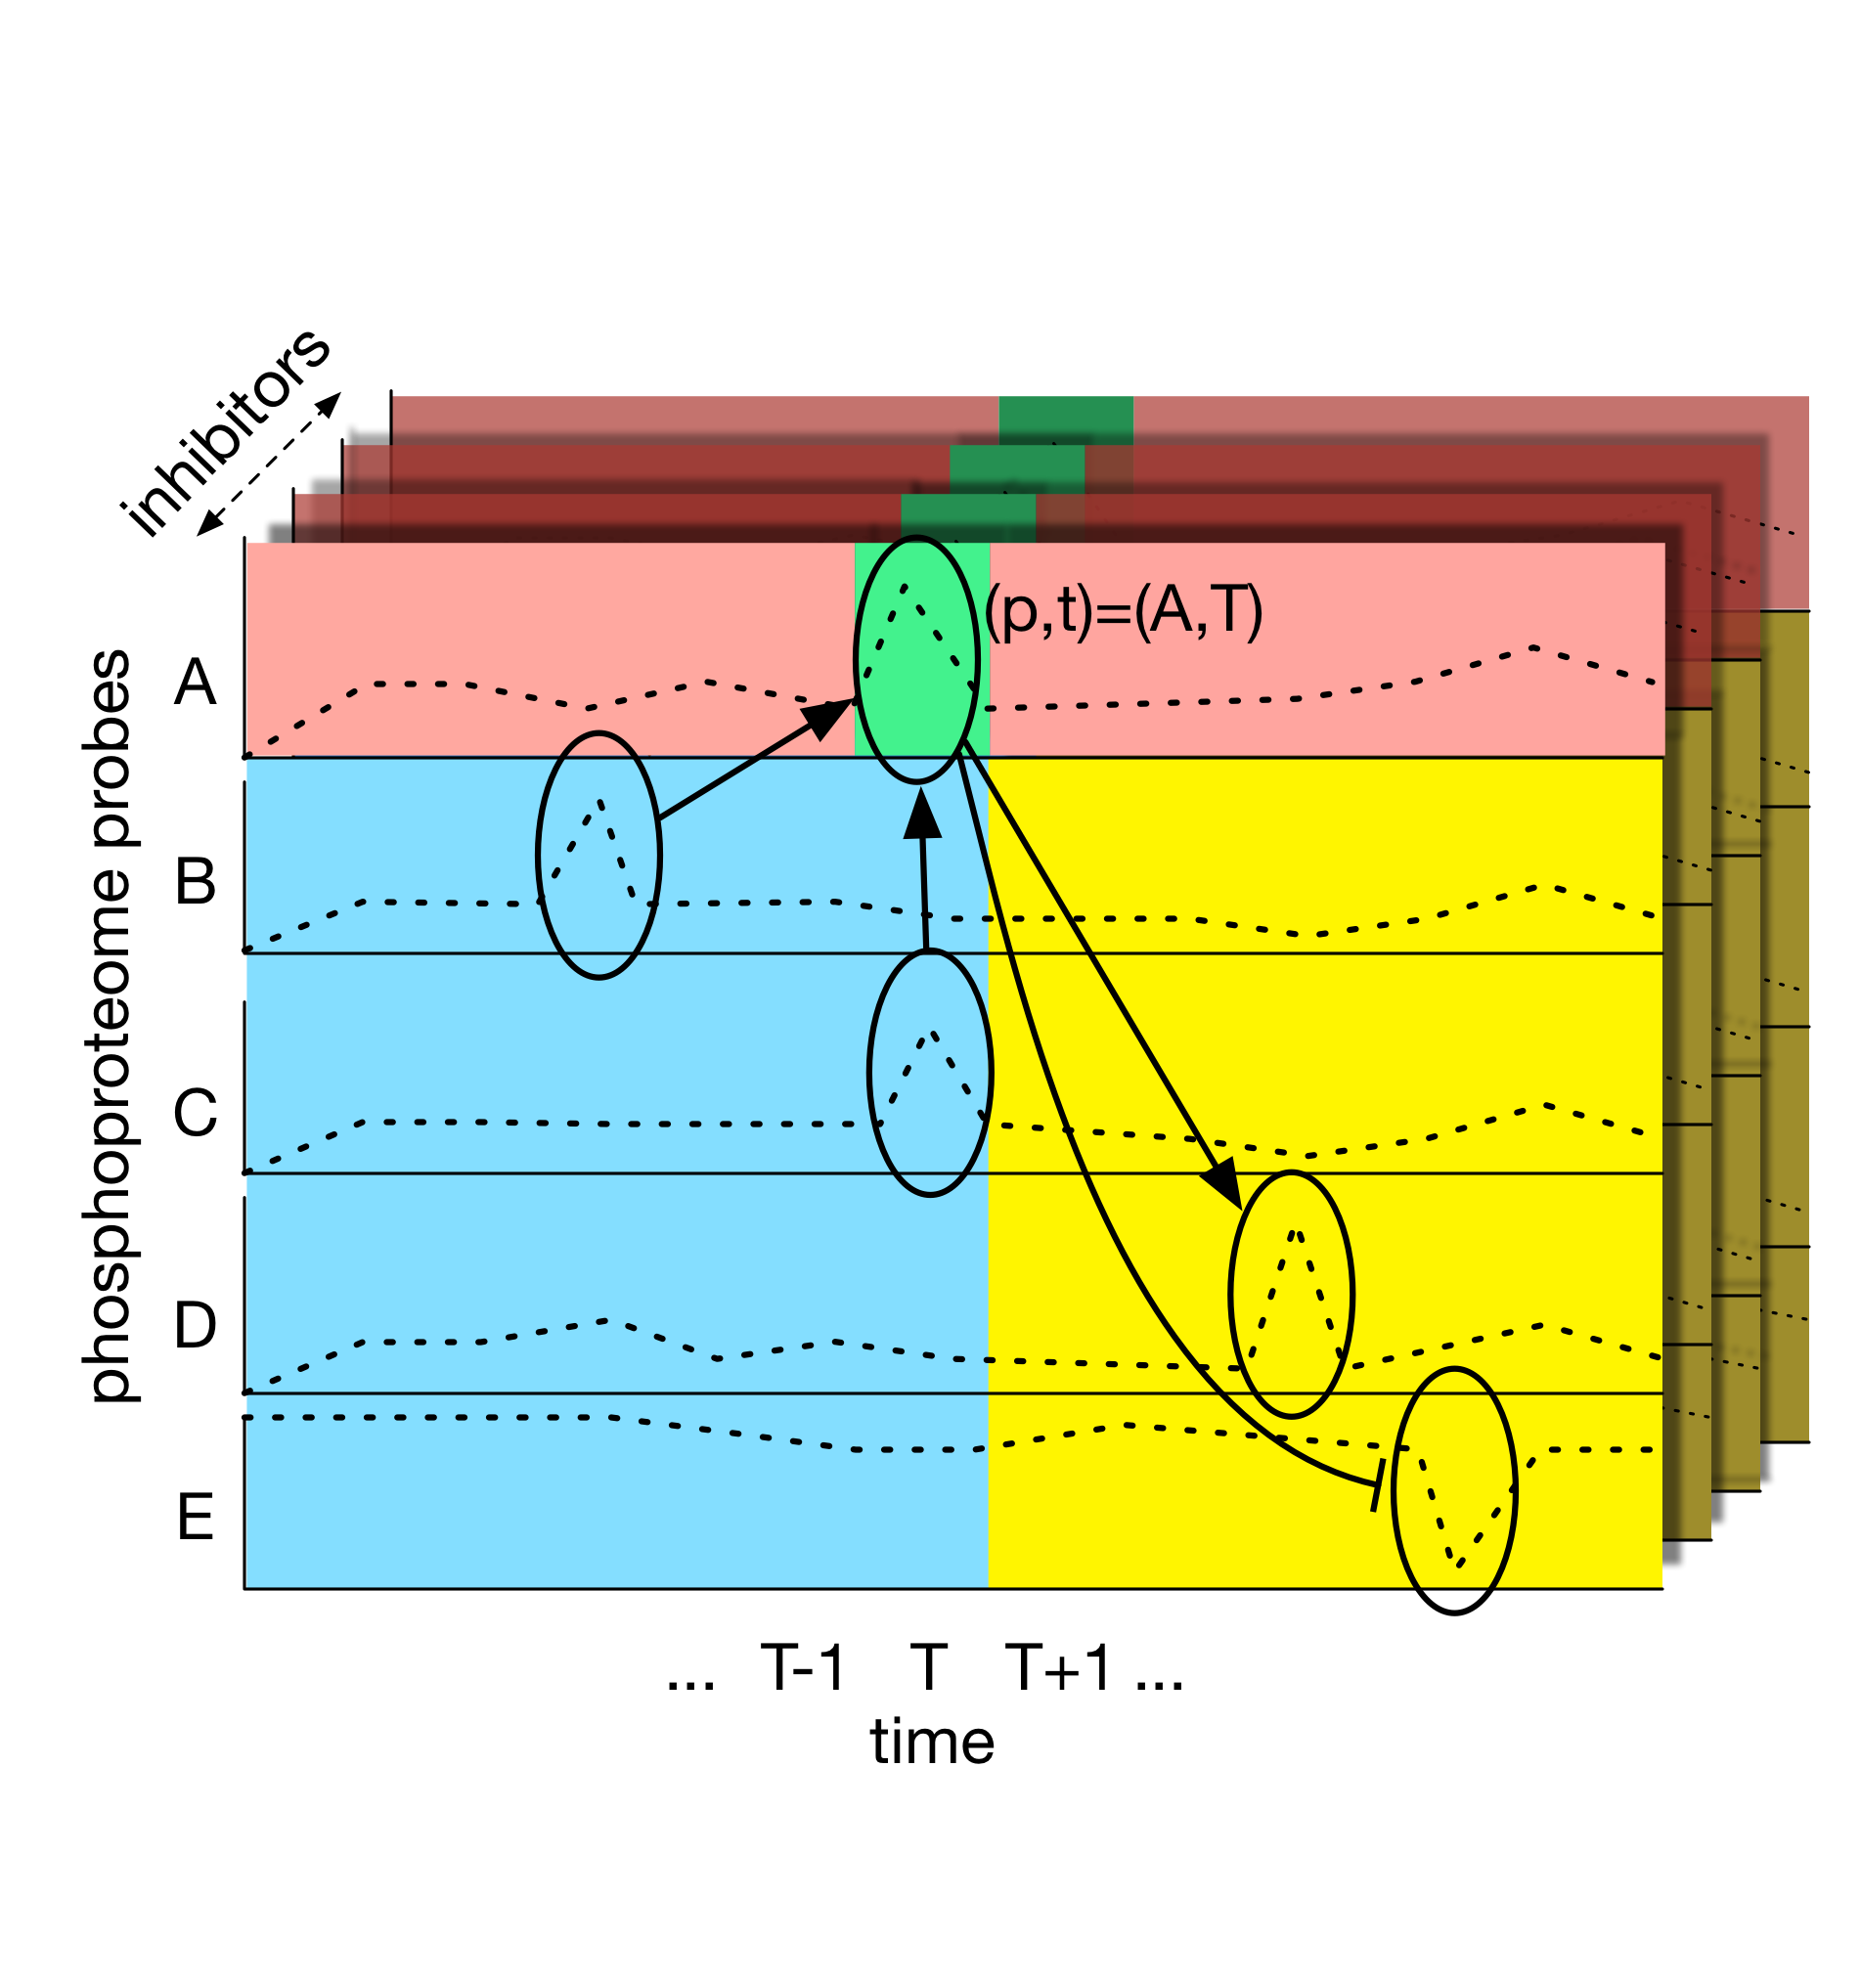 inhibitors
(p,t)=(A,T)
phosphoproteome probes
A
B
C
D
E
... T-1 T T+1 ...
time